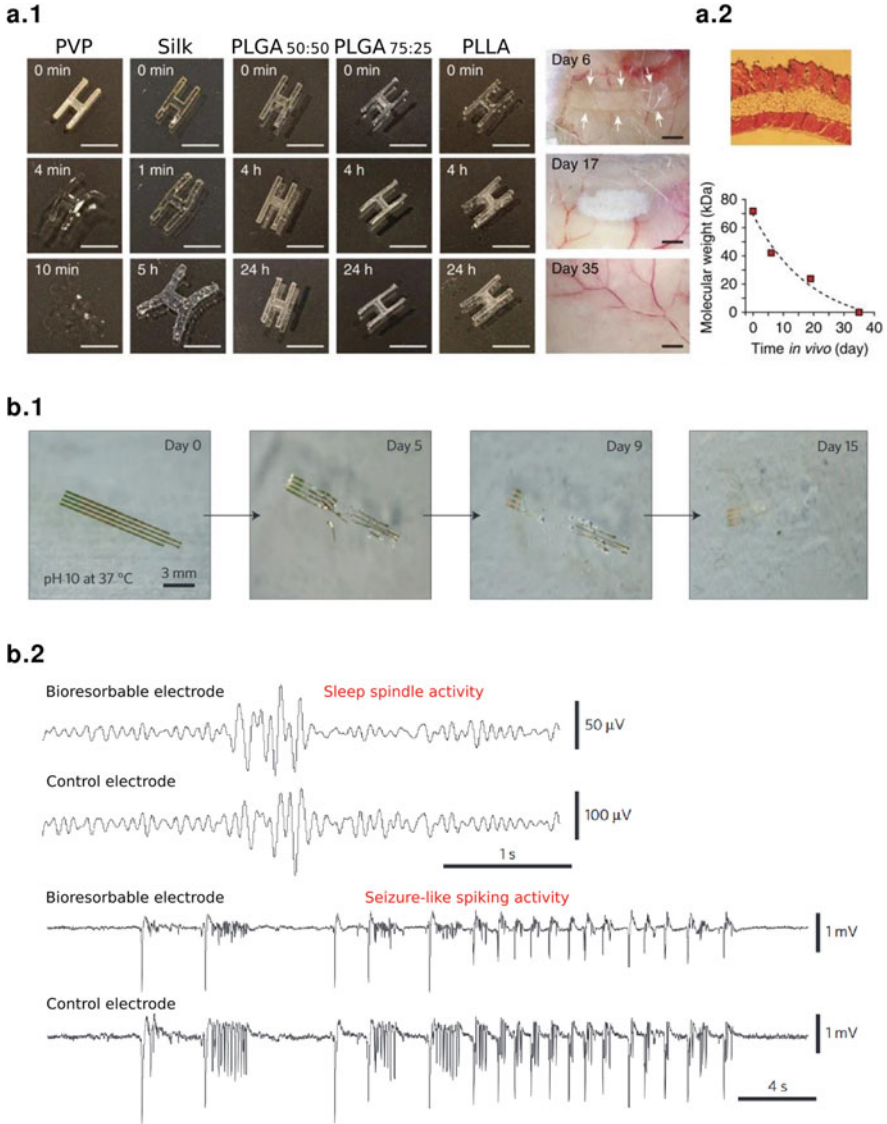 a.1
a.2
PVP Silk PLGA 50:50 PLGA 75:25 PLLA
0 min 0 min 0 min 0 min 0 min Day 6
4 min 1 min 4 h 4 h 4 h Day 17
10 min 5 h 24 h 24 h 24 h Day 35
Molecular weight (kDa)
80
60
40
20
0
0 10 20 30 40
Time in vivo (day)
b.1
Day 0 Day 5 Day 9 Day 15
pH 10 at 37 °C 3 mm
b.2
Bioresorbable electrode Sleep spindle activity
50 μV
Control electrode
100 μV
1 s
Bioresorbable electrode Seizure-like spiking activity
1 mV
Control electrode
1 mV
4 s